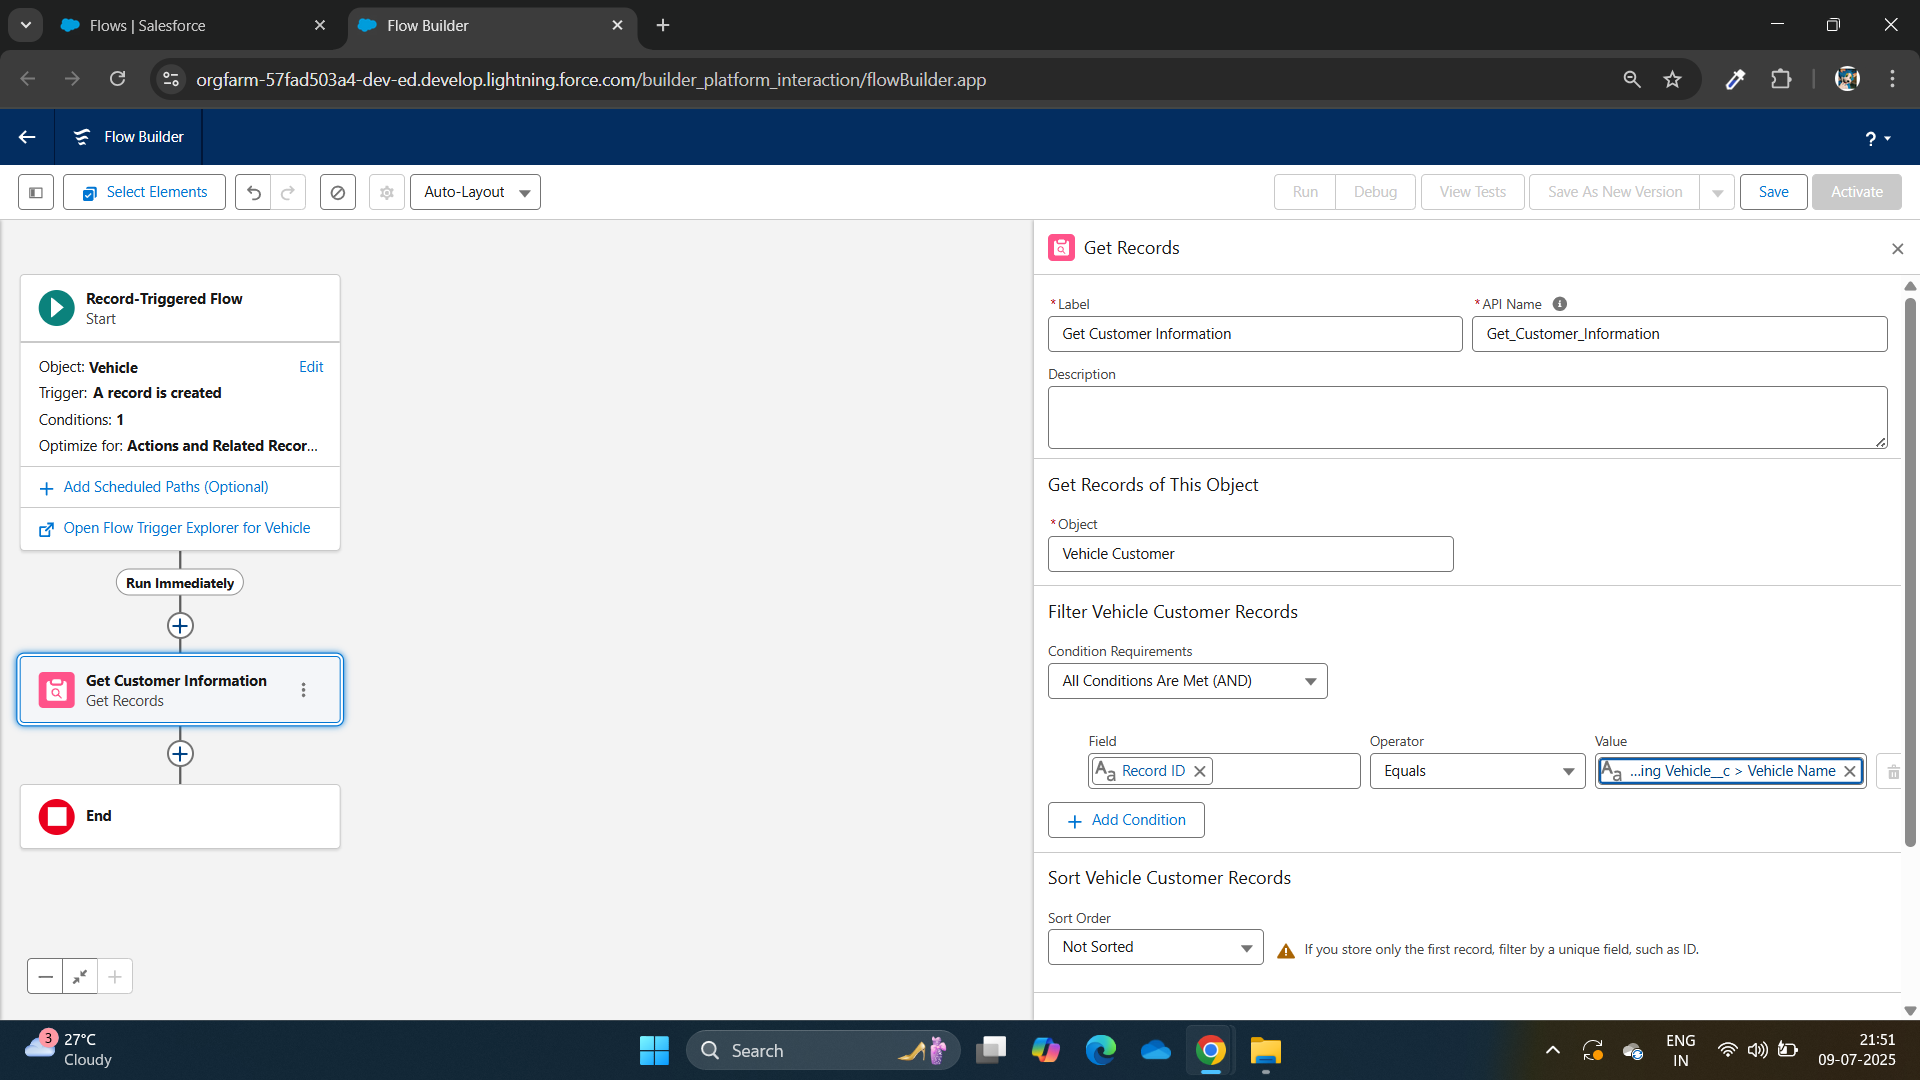 Flows | Salesforce
Flow Builder
orgfarm-57fad503a4-dev-ed.develop.lightning.force.com/builder_platform_interaction/flowBuilder.app
Flow Builder
?
Select Elements
Auto-Layout
Run
Debug
View Tests
Save As New Version
Save
Activate
Record-Triggered Flow
Start
Object: Vehicle
Edit
Trigger: A record is created
Conditions: 1
Optimize for: Actions and Related Recor...
Add Scheduled Paths (Optional)
Open Flow Trigger Explorer for Vehicle
Run Immediately
Get Customer Information
Get Records
End
Get Records
*Label
Get Customer Information
*API Name
Get_Customer_Information
Description
Get Records of This Object
*Object
Vehicle Customer
Filter Vehicle Customer Records
Condition Requirements
All Conditions Are Met (AND)
Field
Aa Record ID
Operator
Equals
Value
Aa ...ing Vehicle__c > Vehicle Name
Add Condition
Sort Vehicle Customer Records
Sort Order
Not Sorted
If you store only the first record, filter by a unique field, such as ID.
3
27°C
Cloudy
Search
ENG
IN
21:51
09-07-2025